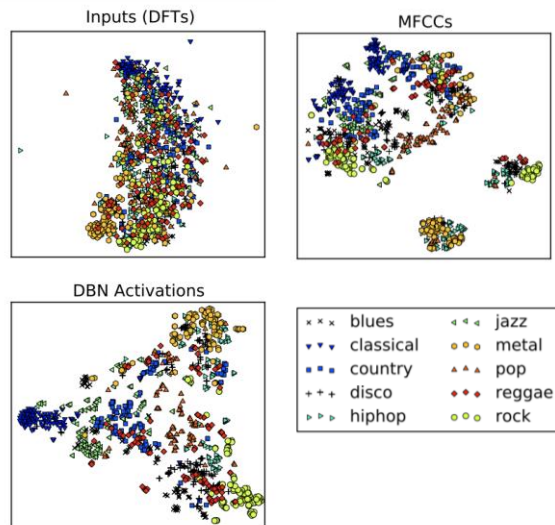 Inputs (DFTs)
MFCCs
DBN Activations
blues
classical
country
disco
hiphop
jazz
metal
pop
reggae
rock